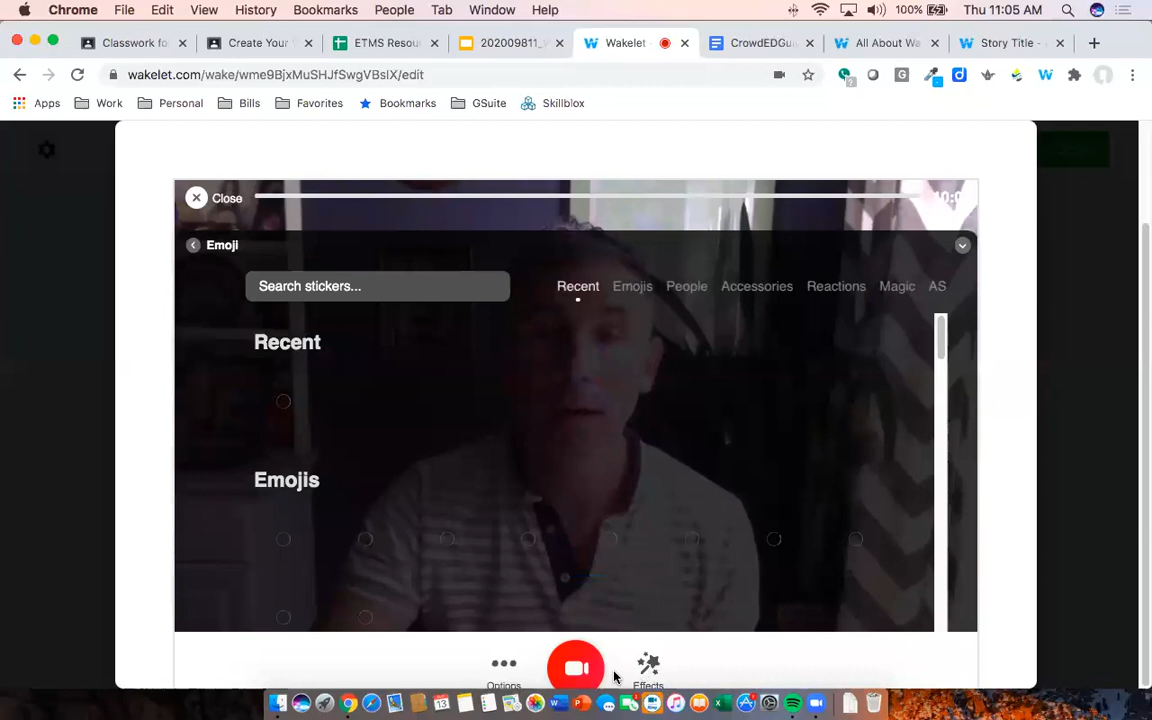 Chrome File Edit View History Bookmarks People Tab Window Help 100% Thu 11:05 AM
Classwork fo Create Your ETMS Resou 202009811_ Wakelet CrowdEDGu All About Wa Story Title -
wakelet.com/wake/wme9BjxMuSHJfSwgVBslX/edit
Apps Work Personal Bills Favorites Bookmarks GSuite Skillblox
Close
Emoji
Search stickers... Recent Emojis People Accessories Reactions Magic AS
Recent
Emojis
Options Effects